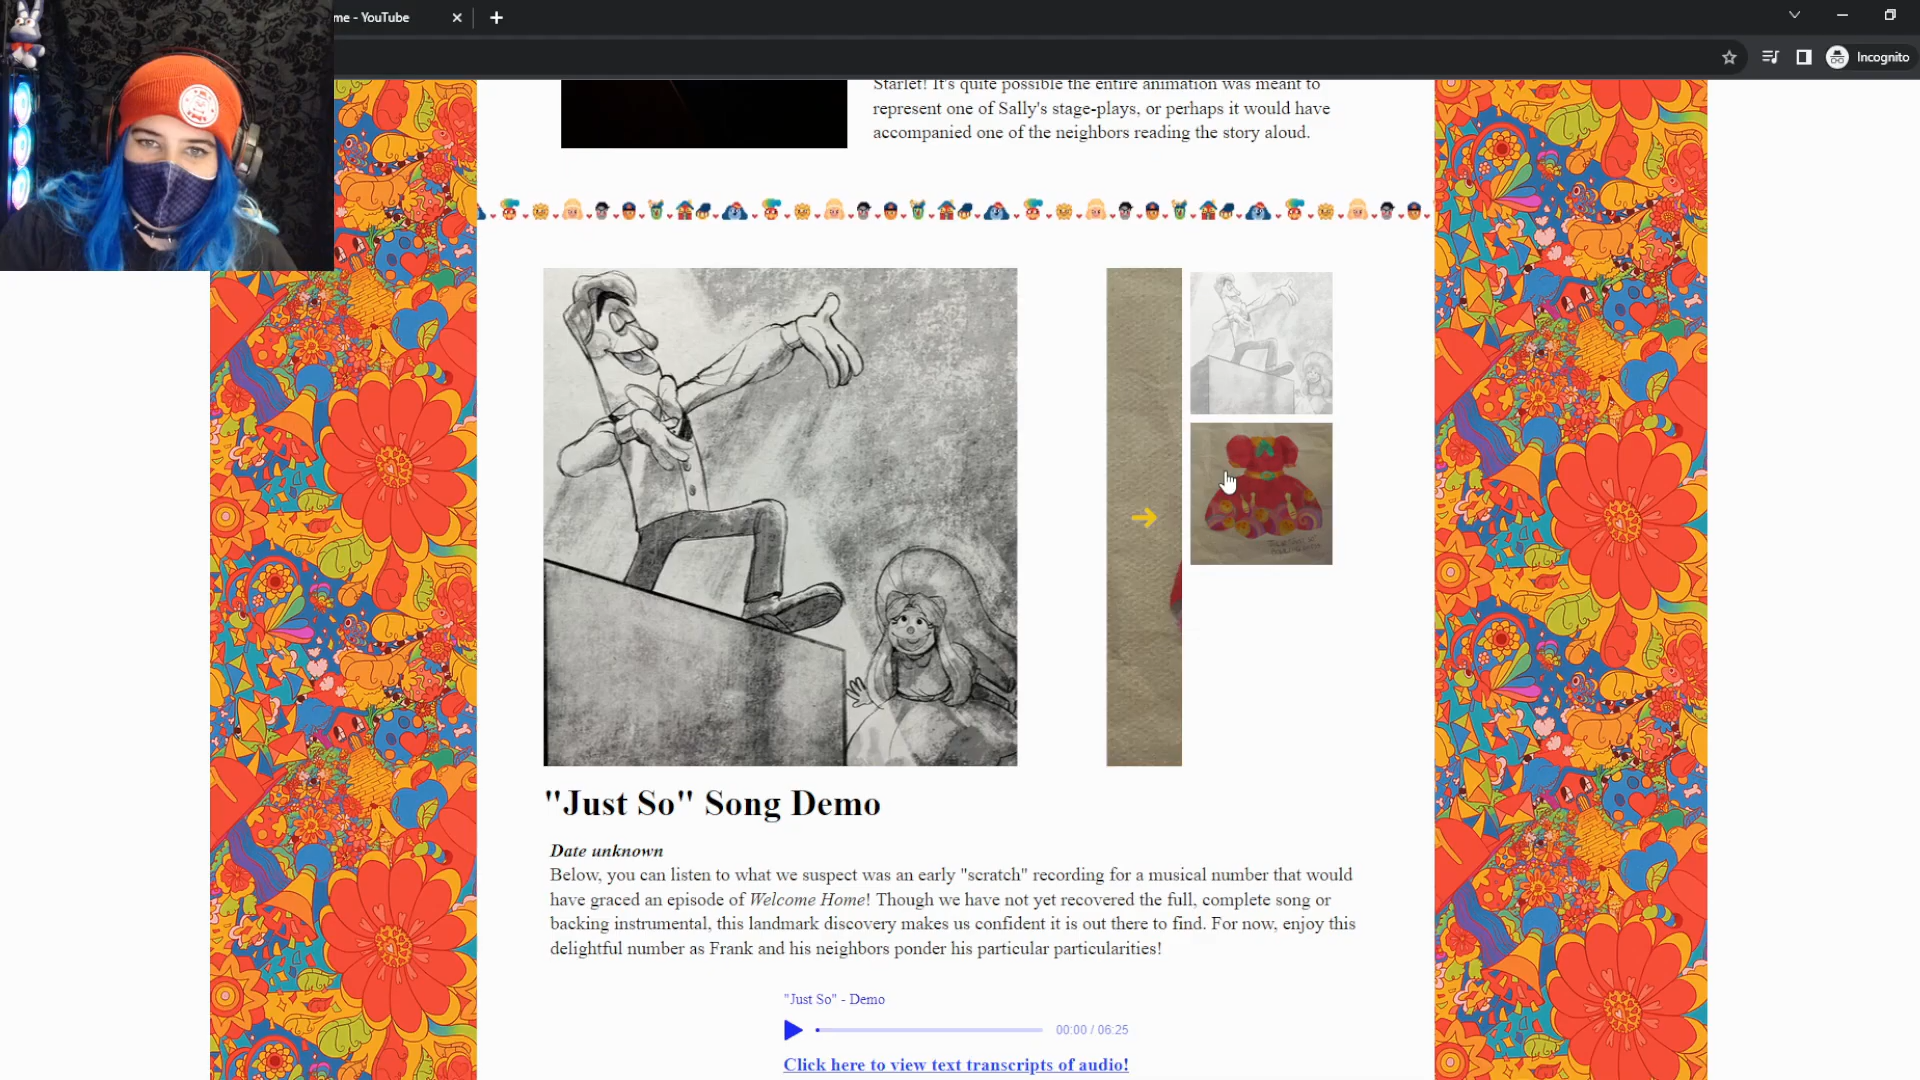 me - YouTube
Incognito
Starlet! It's quite possible the entire animation was meant to
represent one of Sally's stage-plays, or perhaps it would have
accompanied one of the neighbors reading the story aloud.
"Just So" Song Demo
Date unknown
Below, you can listen to what we suspect was an early "scratch" recording for a musical number that would
have graced an episode of Welcome Home! Though we have not yet recovered the full, complete song or
backing instrumental, this landmark discovery makes us confident it is out there to find. For now, enjoy this
delightful number as Frank and his neighbors ponder his particular particularities!
"Just So" - Demo
00:00 / 06:25
Click here to view text transcripts of audio!